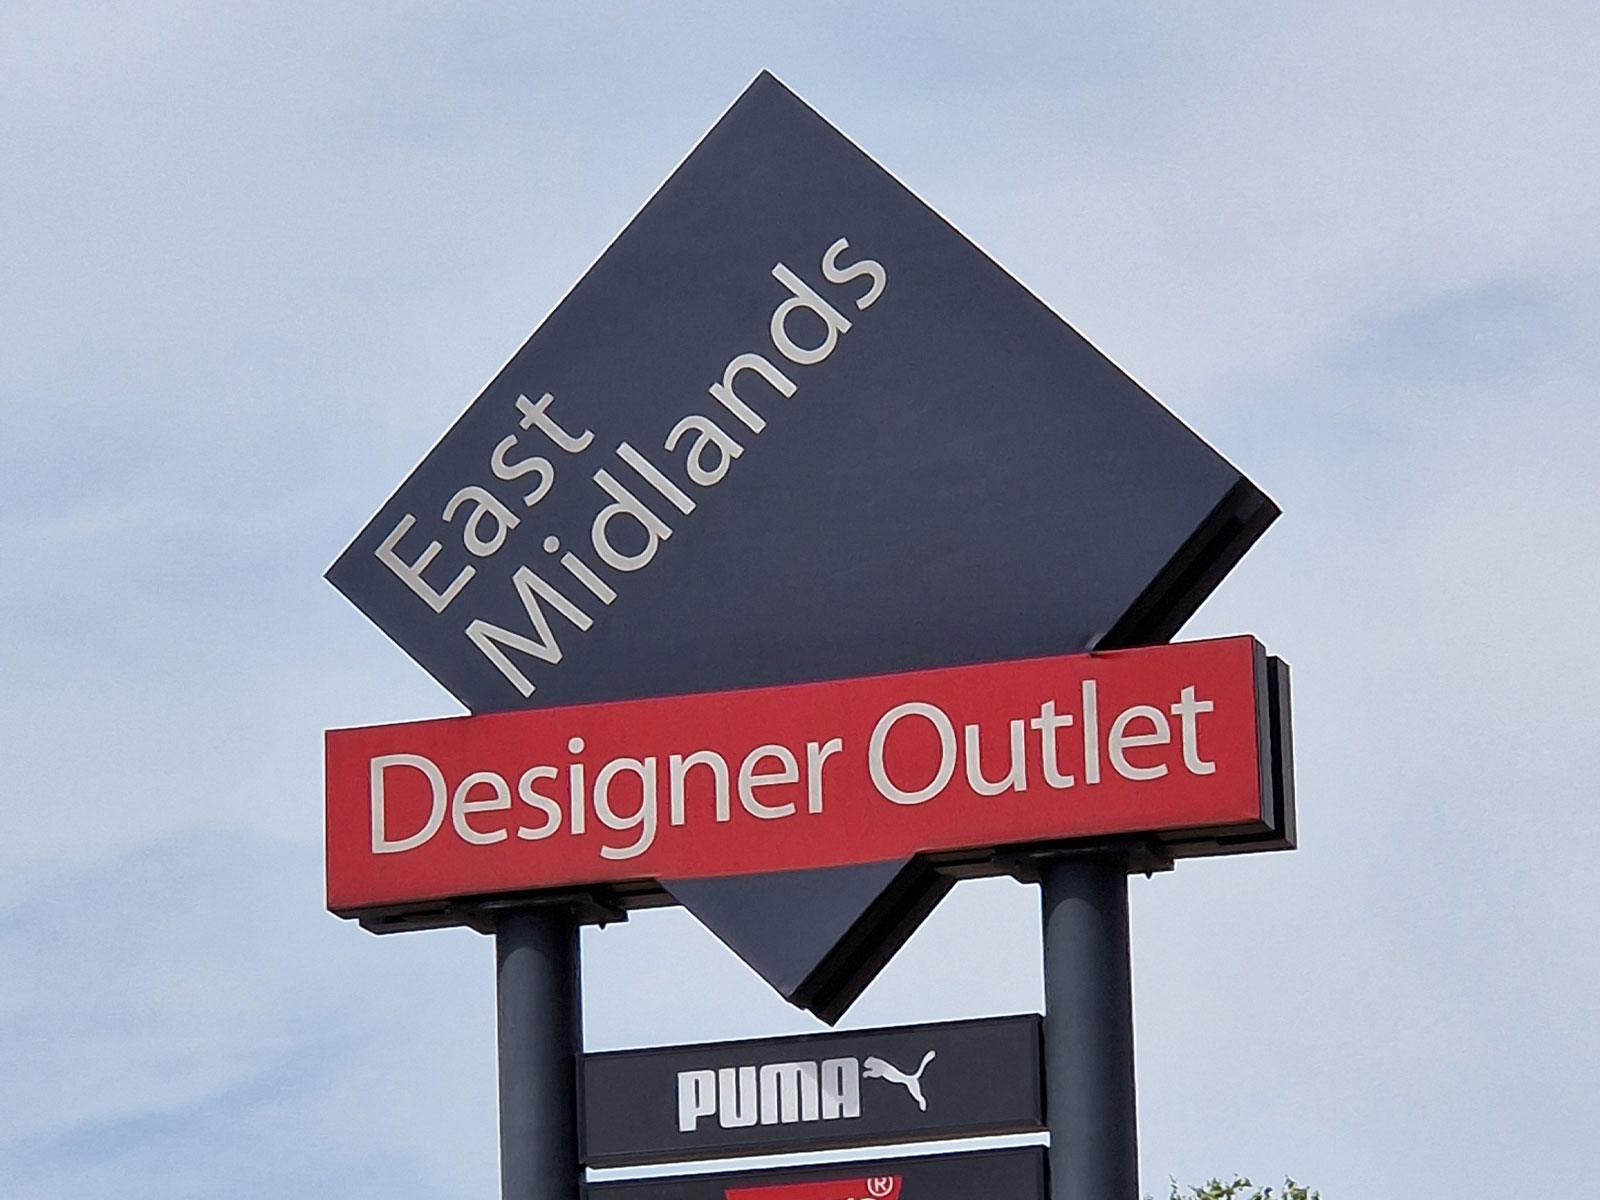 East
Midlands
Designer Outlet
PUMA
®